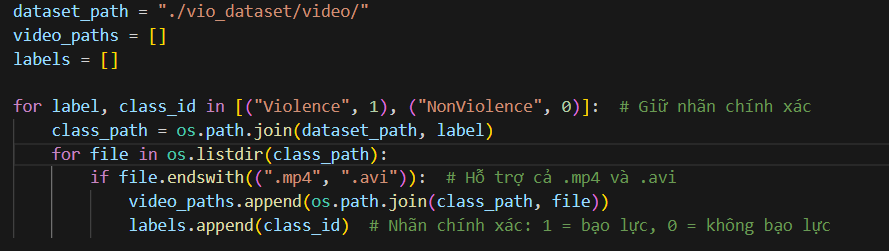 dataset_path = "./vio_dataset/video/"
video_paths = []
labels = []

for label, class_id in [("Violence", 1), ("NonViolence", 0)]:  # Giữ nhãn chính xác
    class_path = os.path.join(dataset_path, label)
    for file in os.listdir(class_path):
        if file.endswith((".mp4", ".avi")):  # Hỗ trợ cả .mp4 và .avi
            video_paths.append(os.path.join(class_path, file))
            labels.append(class_id)  # Nhãn chính xác: 1 = bạo lực, 0 = không bạo lực